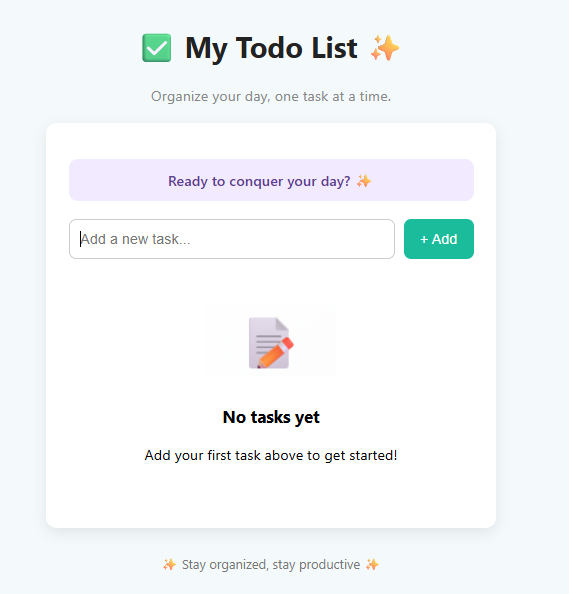 ✅ My Todo List ✨
Organize your day, one task at a time.
Ready to conquer your day? ✨
Add a new task...
+ Add
No tasks yet
Add your first task above to get started!
✨ Stay organized, stay productive ✨